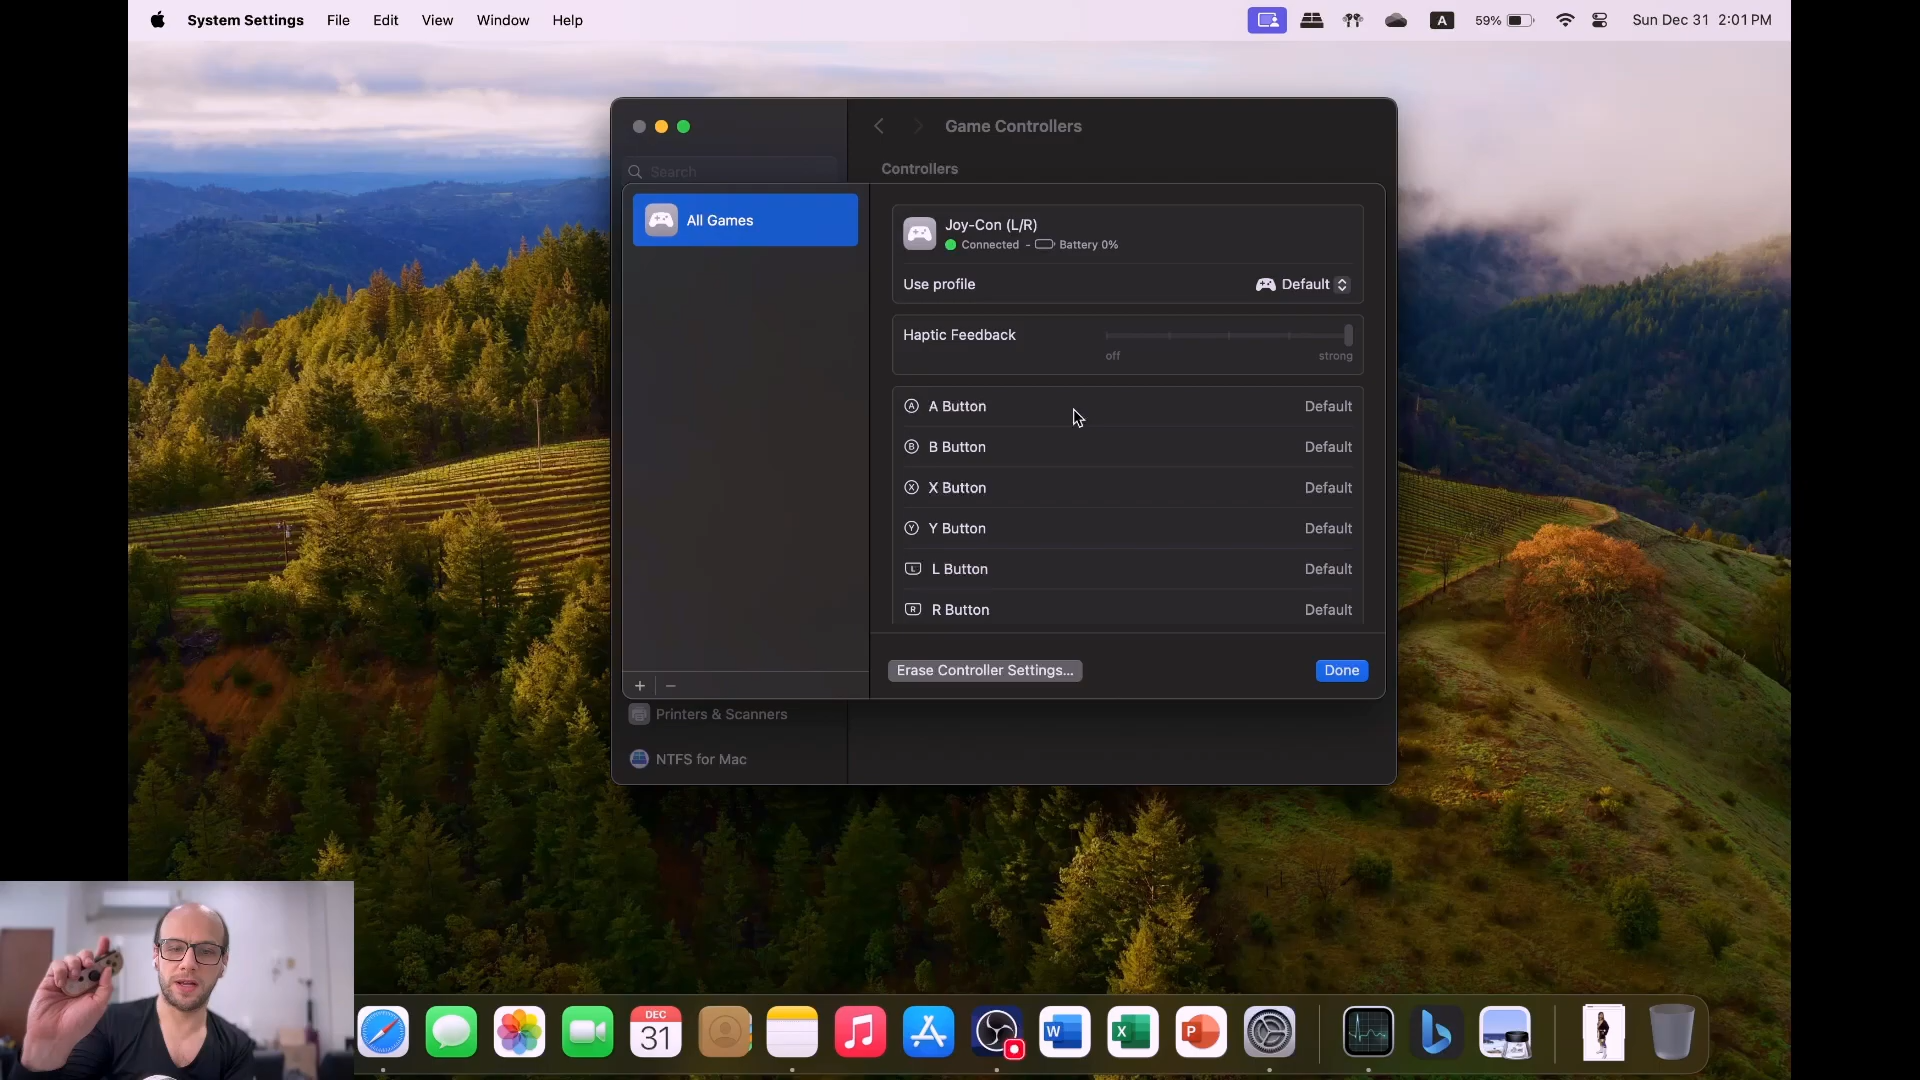 System Settings File Edit View Window Help A 59% Sun Dec 31 2:01 PM
Game Controllers
Search
Controllers
All Games
Joy-Con (L/R)
Connected - Battery 0%
Use profile Default
Haptic Feedback
off strong
A A Button Default
B B Button Default
X X Button Default
Y Y Button Default
L L Button Default
R R Button Default
Erase Controller Settings... Done
+ −
Printers & Scanners
NTFS for Mac
DEC
31
W X P